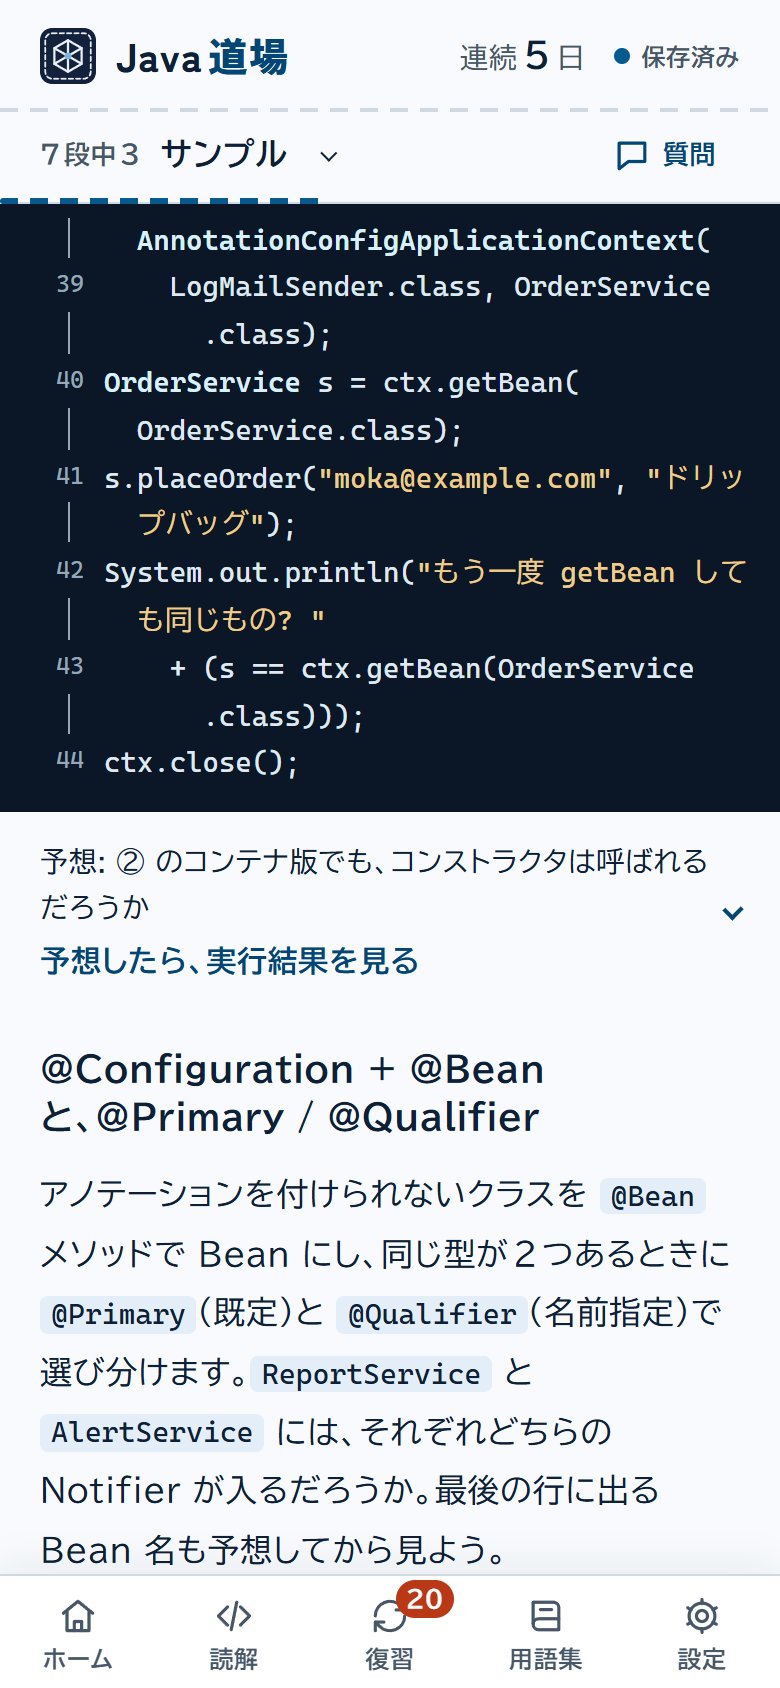 Java道場
連続 5 日 保存済み
7段中3 サンプル
質問
AnnotationConfigApplicationContext(
39 LogMailSender.class, OrderService
.class);
40 OrderService s = ctx.getBean(
OrderService.class);
41 s.placeOrder("moka@example.com", "ドリッ
プバッグ");
42 System.out.println("もう一度 getBean して
も同じもの? "
43 + (s == ctx.getBean(OrderService
.class)));
44 ctx.close();
予想: ② のコンテナ版でも、コンストラクタは呼ばれる
だろうか
予想したら、実行結果を見る
@Configuration + @Bean
と、@Primary / @Qualifier
アノテーションを付けられないクラスを @Bean
メソッドで Bean にし、同じ型が2つあるときに
@Primary(既定)と @Qualifier(名前指定)で
選び分けます。ReportService と
AlertService には、それぞれどちらの
Notifier が入るだろうか。最後の行に出る
Bean 名も予想してから見よう。
20
ホーム 読解 復習 用語集 設定